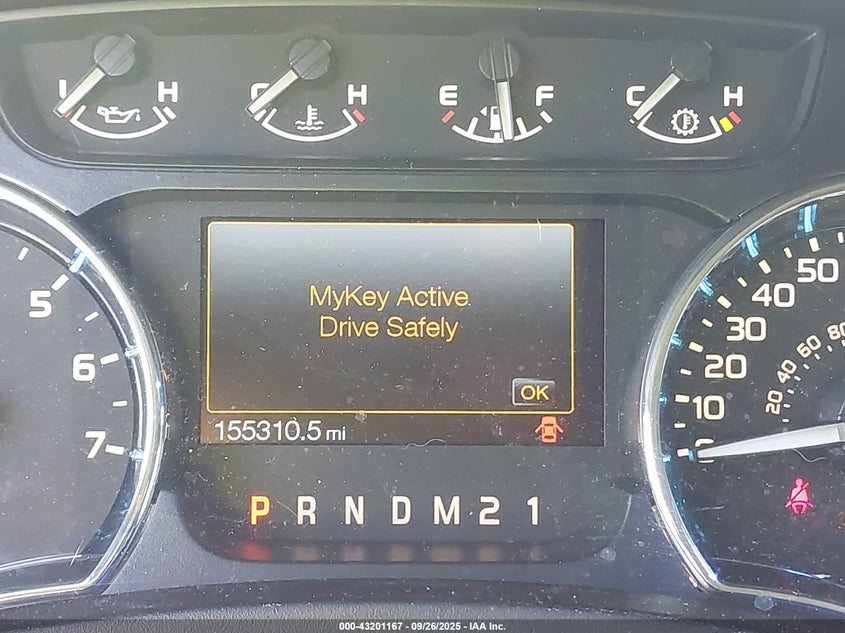 H
C H
E F
C H
MyKey Active
Drive Safely
OK
155310.5 mi
P R N D M 2 1
5
6
7
50
40
30
20
10
20
40
60
80
000-43201167 - 09/26/2025 - IAA Inc.